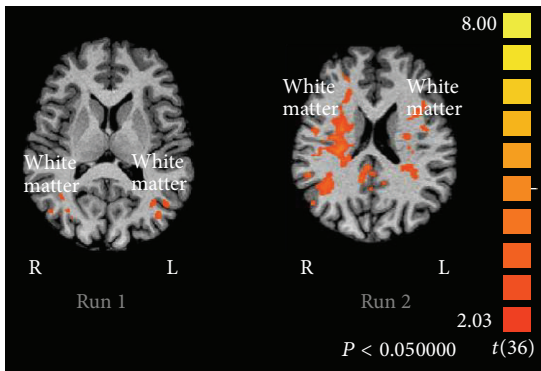 8.00
White
matter
White
matter
White
matter
White
matter
R
L
R
L
Run 1
Run 2
2.03
P < 0.050000
t(36)